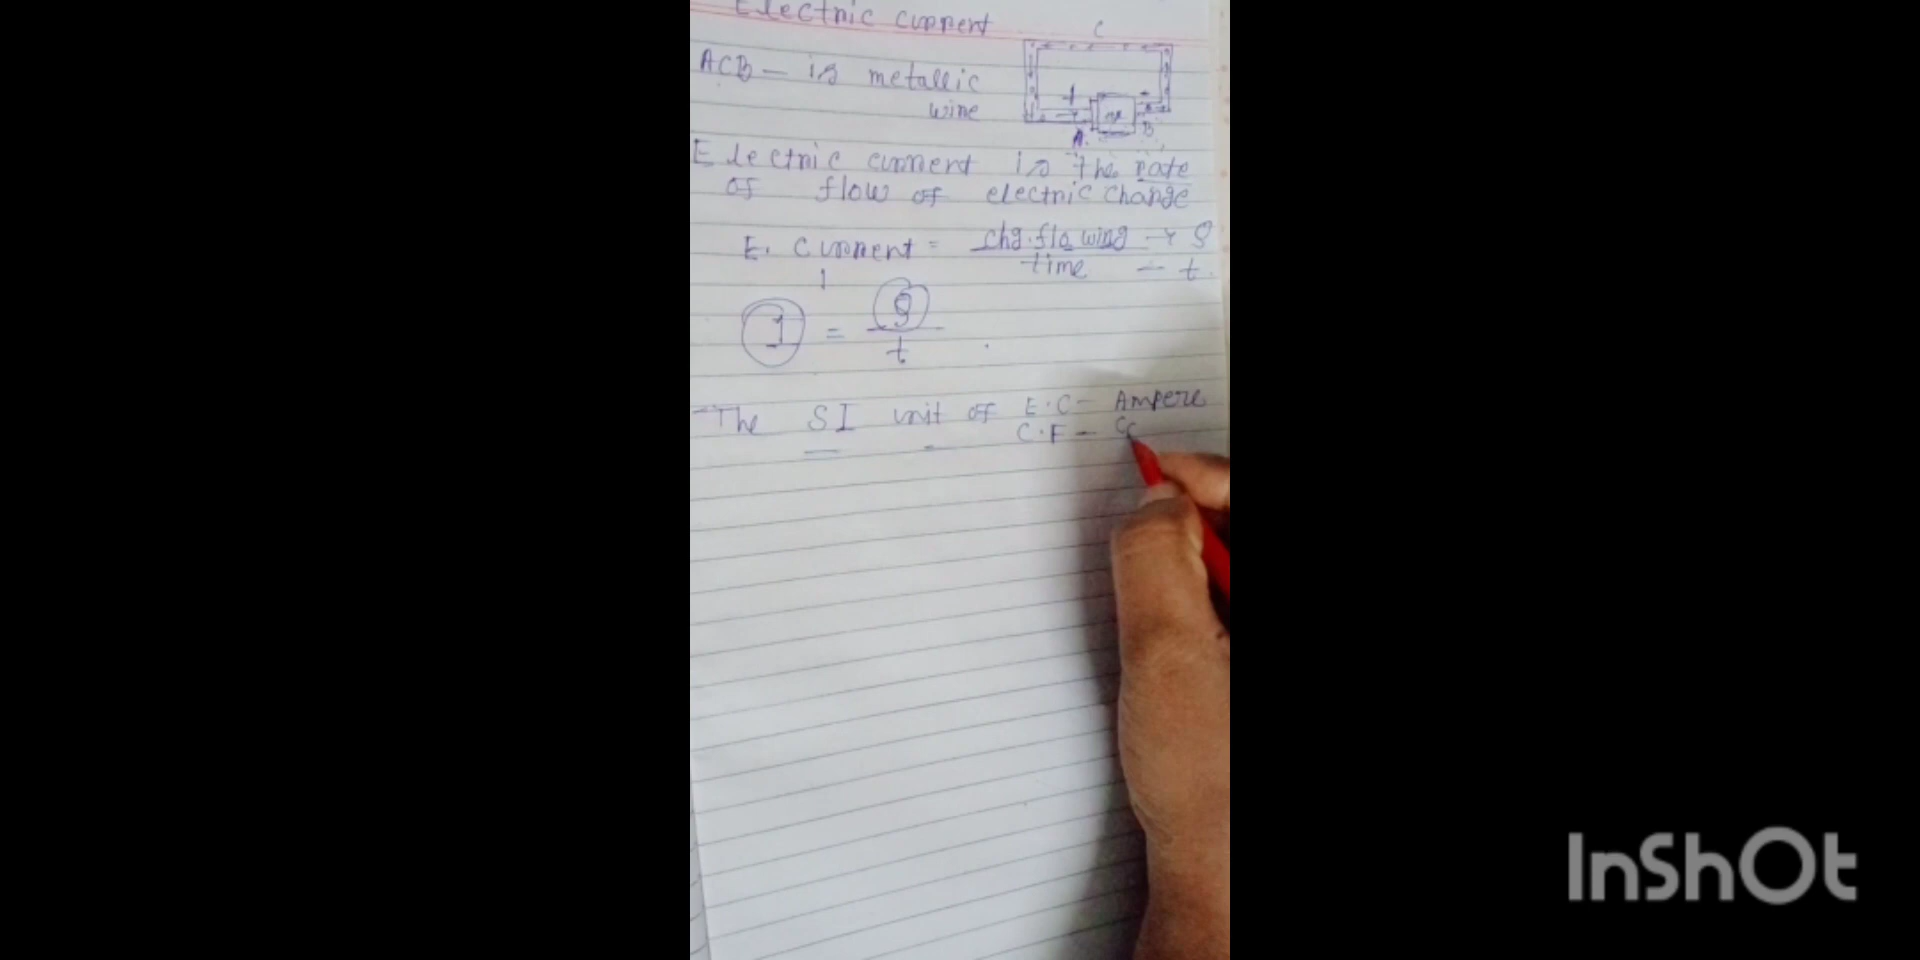 Electric current
C
ACB - is metallic
wire
A. B
Electric current is the rate
of flow of electric charge
E. Current = chg. flowing → Q
time - t.
I
I = Q
t
The SI unit of E.C - Ampere
C.F - Co
InShOt